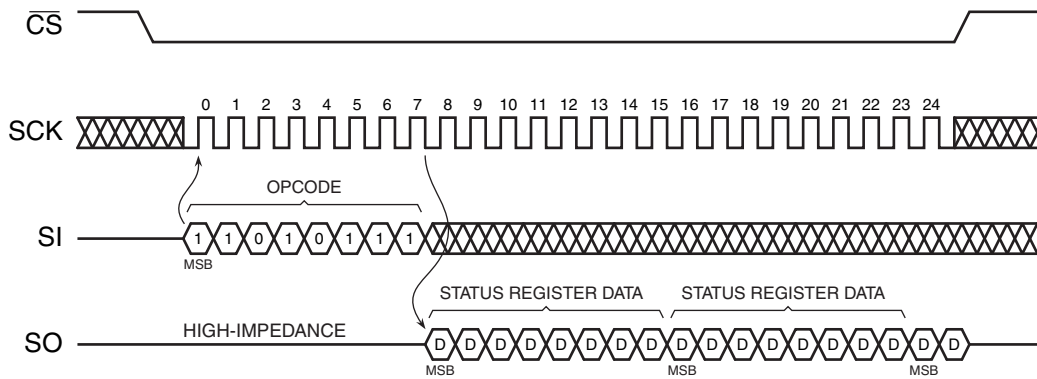 CS
0 1 2 3 4 5 6 7 8 9 10 11 12 13 14 15 16 17 18 19 20 21 22 23 24
SCK
OPCODE
SI 1 1 0 1 0 1 1 1
MSB
STATUS REGISTER DATA STATUS REGISTER DATA
HIGH-IMPEDANCE
SO D D D D D D D D D D D D D D D D D D
MSB MSB MSB